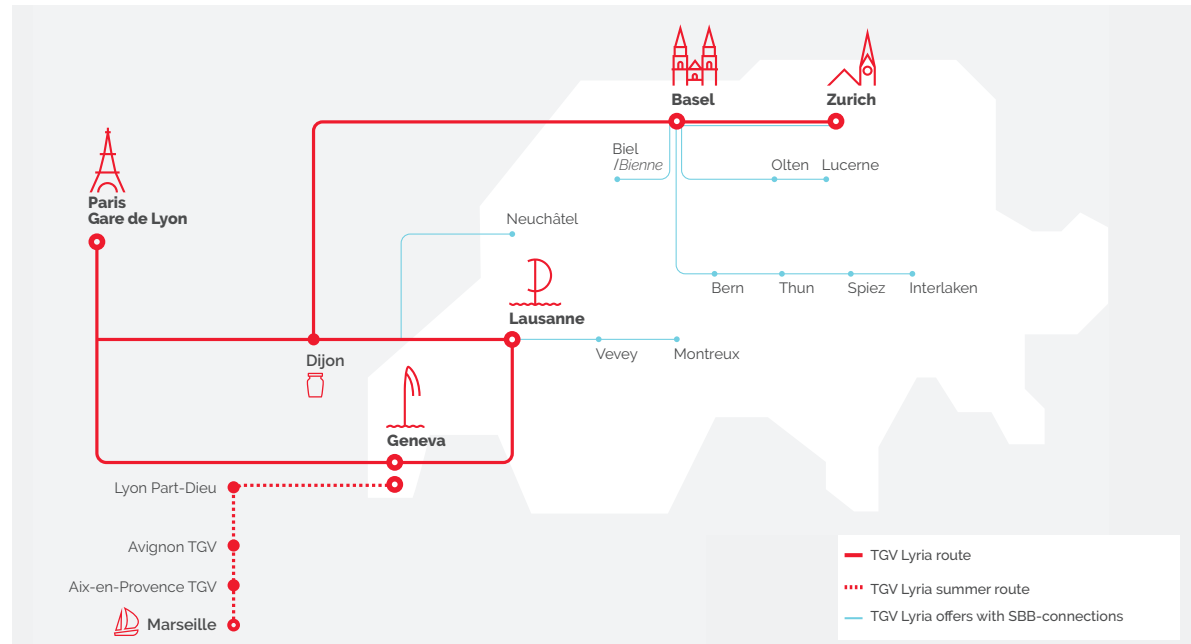 Basel
Zurich
Biel
/Bienne
Olten
Lucerne
Paris
Gare de Lyon
Neuchâtel
Bern
Thun
Spiez
Interlaken
Lausanne
Vevey
Montreux
Dijon
Geneva
Lyon Part-Dieu
Avignon TGV
Aix-en-Provence TGV
Marseille
TGV Lyria route
TGV Lyria summer route
TGV Lyria offers with SBB-connections